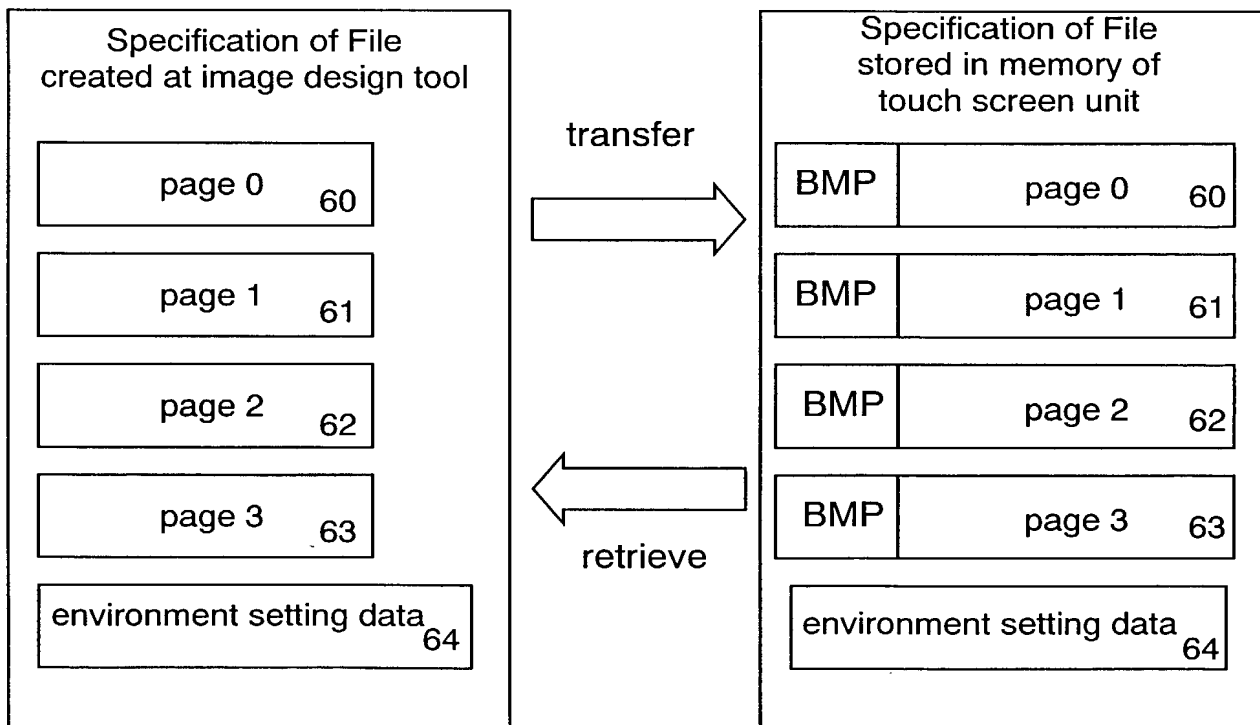 Specification of File
created at image design tool
page 0
60
page 1
61
page 2
62
page 3
63
environment setting data
64
transfer
retrieve
Specification of File
stored in memory of
touch screen unit
BMP
page 0
60
BMP
page 1
61
BMP
page 2
62
BMP
page 3
63
environment setting data
64